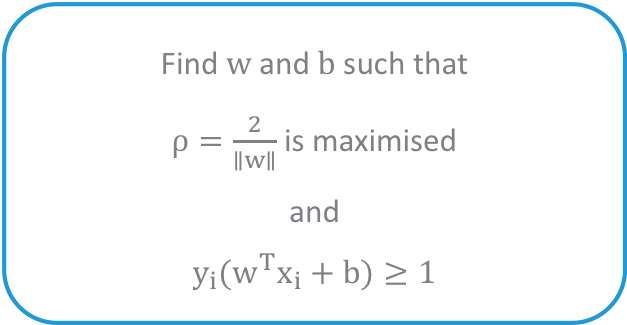 Find w and b such that
ρ = 2/‖w‖ is maximised
and
yᵢ(wᵀxᵢ + b) ≥ 1